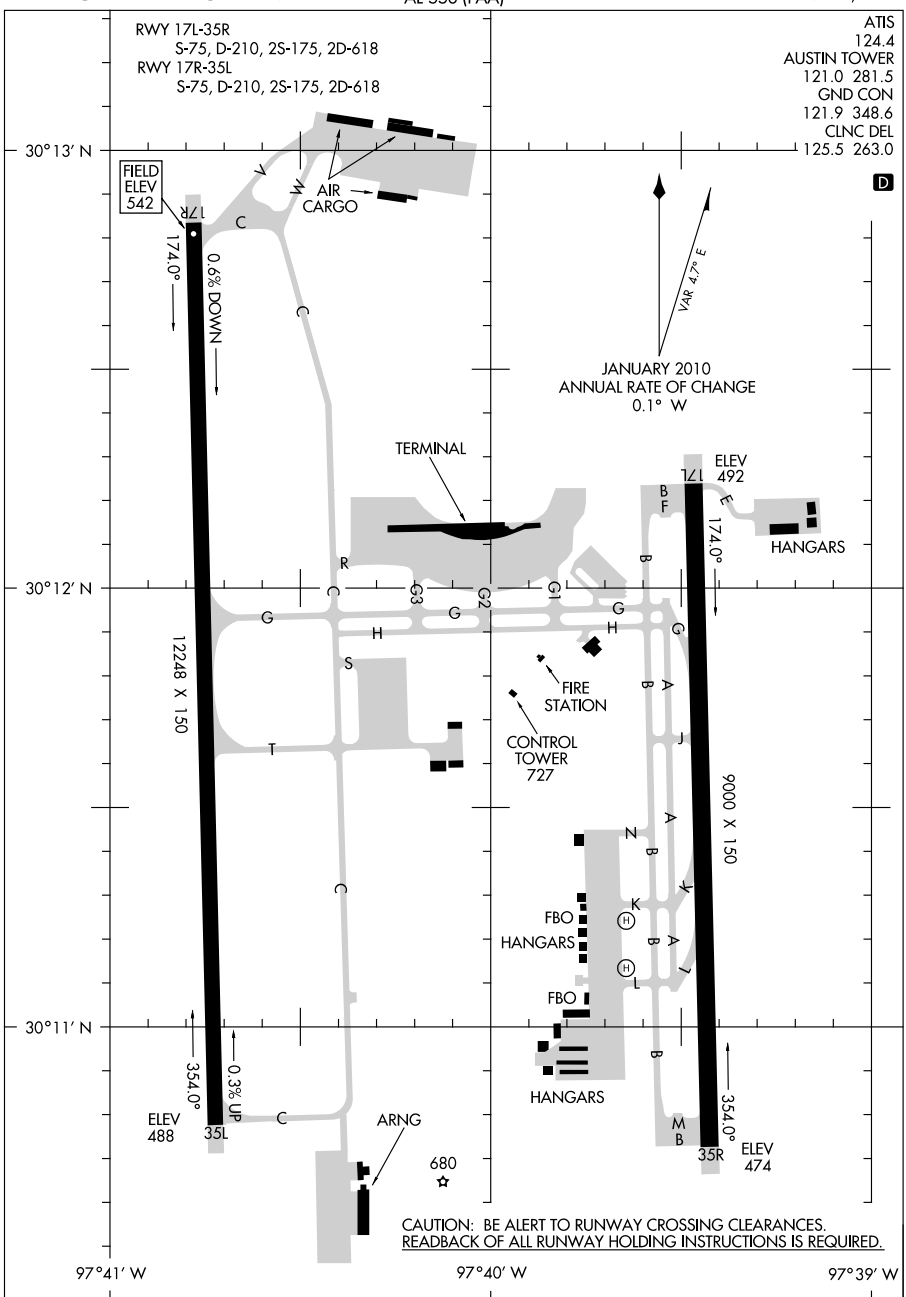 AL-556 (FAA)
RWY 17L-35R
S-75, D-210, 2S-175, 2D-618
RWY 17R-35L
S-75, D-210, 2S-175, 2D-618
ATIS
124.4
AUSTIN TOWER
121.0 281.5
GND CON
121.9 348.6
CLNC DEL
125.5 263.0
D
30°13' N
FIELD
ELEV
542
17R
V
W
C
AIR
CARGO
174.0°
0.6% DOWN
C
VAR 4.7° E
JANUARY 2010
ANNUAL RATE OF CHANGE
0.1° W
TERMINAL
ELEV
492
17L
B
F
E
HANGARS
174.0°
B
R
30°12' N
C
G3
G2
G1
G
G
G
G
H
H
S
12248 X 150
FIRE
STATION
B
A
CONTROL
TOWER
727
T
J
9000 X 150
A
N
B
C
K
K
H
FBO
HANGARS
B
A
H
L
L
FBO
30°11' N
B
HANGARS
354.0°
0.3% UP
ELEV
488
35L
C
ARNG
680
M
B
354.0°
35R
ELEV
474
CAUTION: BE ALERT TO RUNWAY CROSSING CLEARANCES.
READBACK OF ALL RUNWAY HOLDING INSTRUCTIONS IS REQUIRED.
97°41' W
97°40' W
97°39' W